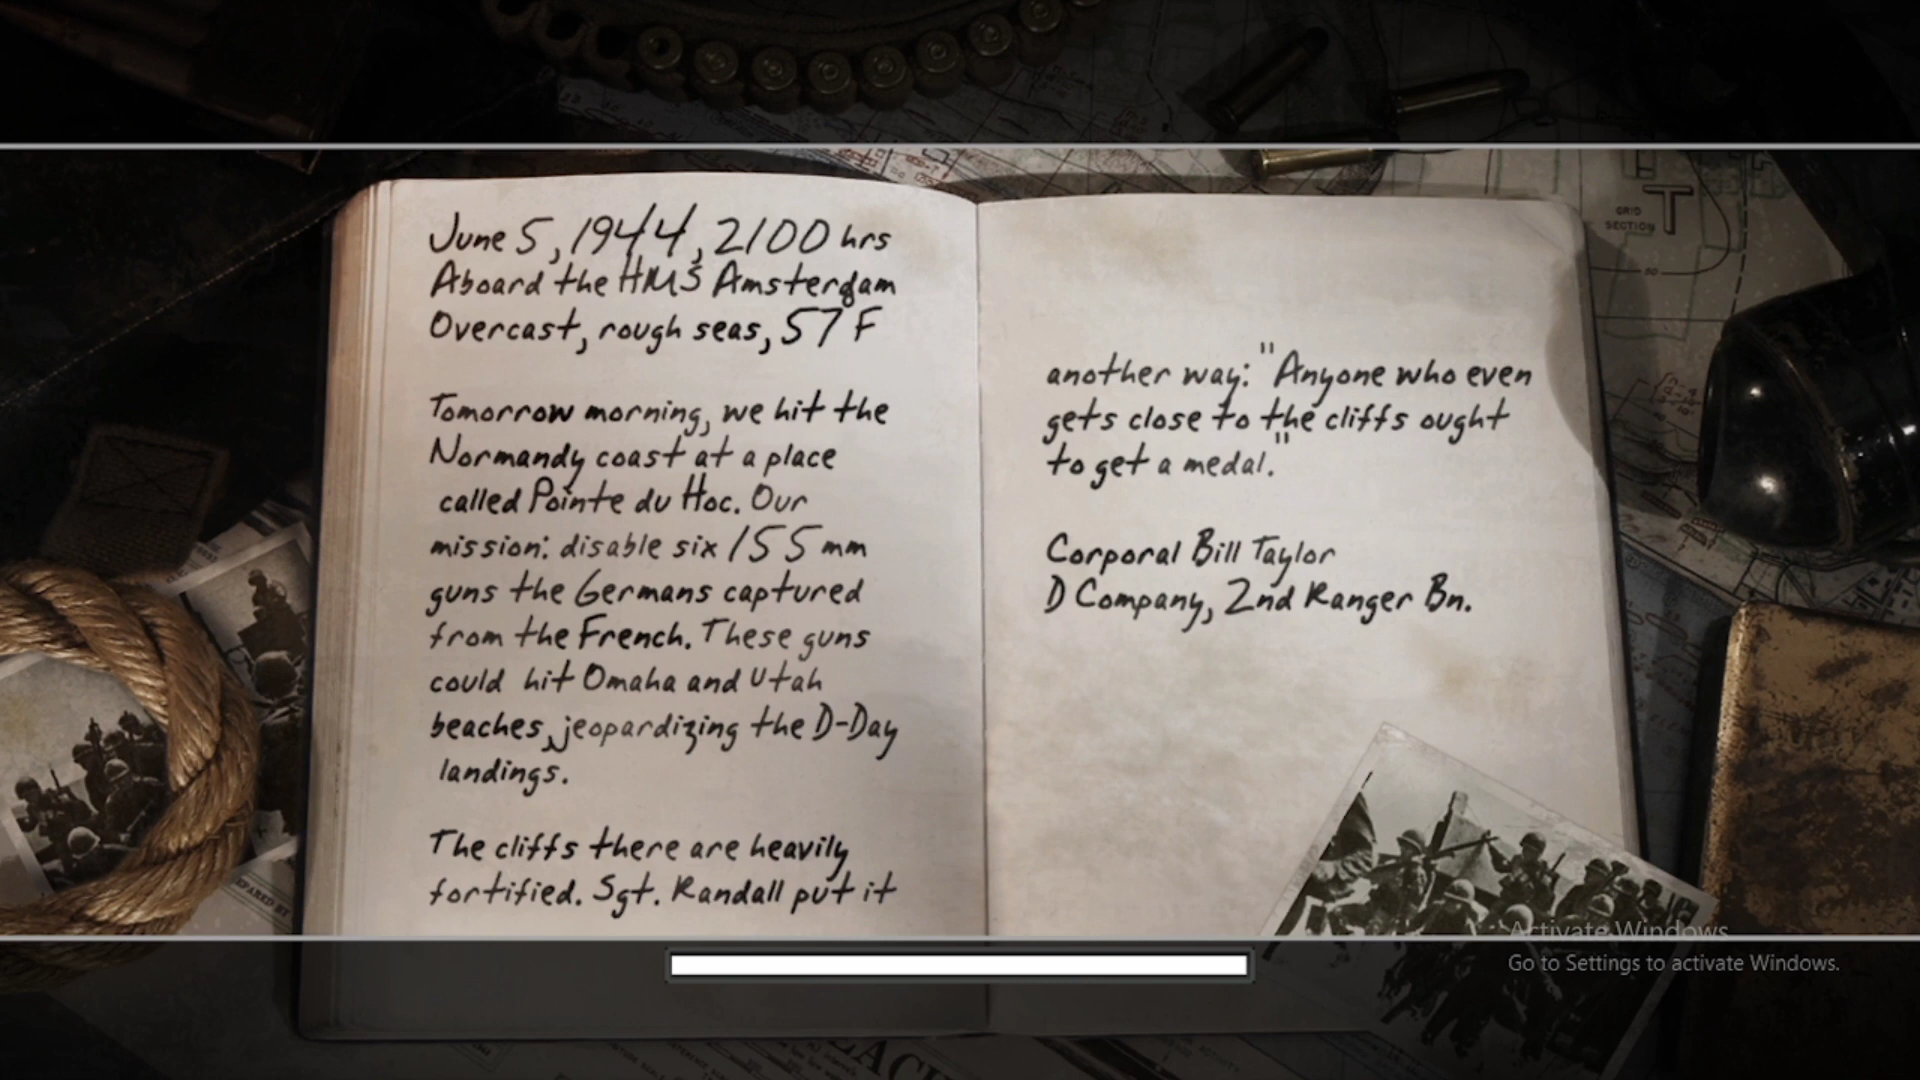 June 5, 1944, 2100 hrs
Aboard the HMS Amsterdam
Overcast, rough seas, 57 F
Tomorrow morning, we hit the
Normandy coast at a place
called Pointe du Hoc. Our
mission: disable six 155 mm
guns the Germans captured
from the French. These guns
could hit Omaha and Utah
beaches, jeopardizing the D-Day
landings.
The cliffs there are heavily
fortified. Sgt. Randall put it
another way: "Anyone who even
gets close to the cliffs ought
to get a medal."
Corporal Bill Taylor
D Company, 2nd Ranger Bn.
GRID
SECTION
T
Activate Windows
Go to Settings to activate Windows.